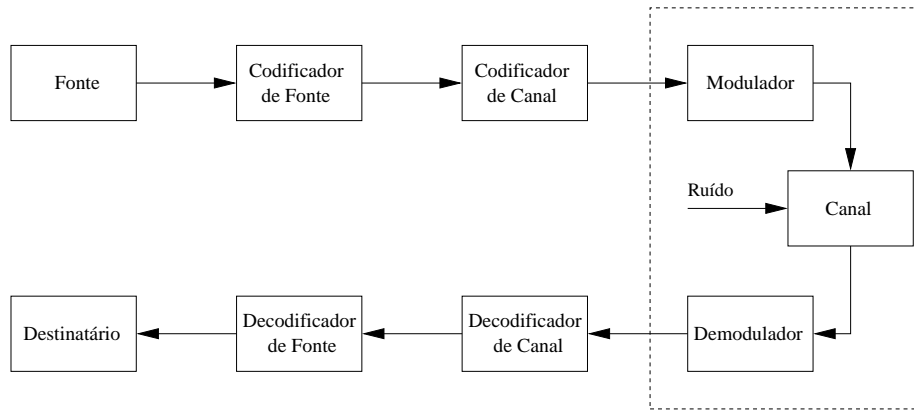 Fonte
Codificador
de Fonte
Codificador
de Canal
Modulador
Ruído
Canal
Destinatário
Decodificador
de Fonte
Decodificador
de Canal
Demodulador